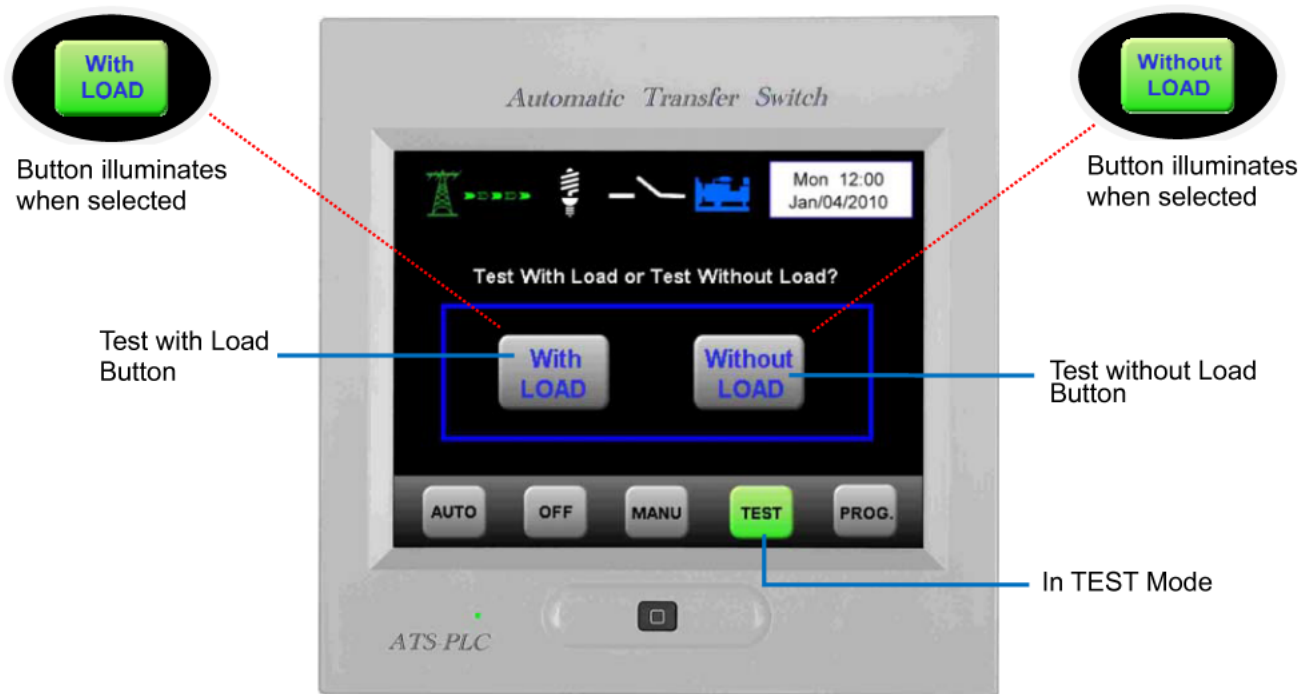 With
LOAD
Without
LOAD
Automatic Transfer Switch
Button illuminates
when selected
Button illuminates
when selected
Mon 12:00
Jan/04/2010
Test With Load or Test Without Load?
Test with Load
Button
With
LOAD
Without
LOAD
Test without Load
Button
AUTO
OFF
MANU
TEST
PROG.
In TEST Mode
ATS-PLC